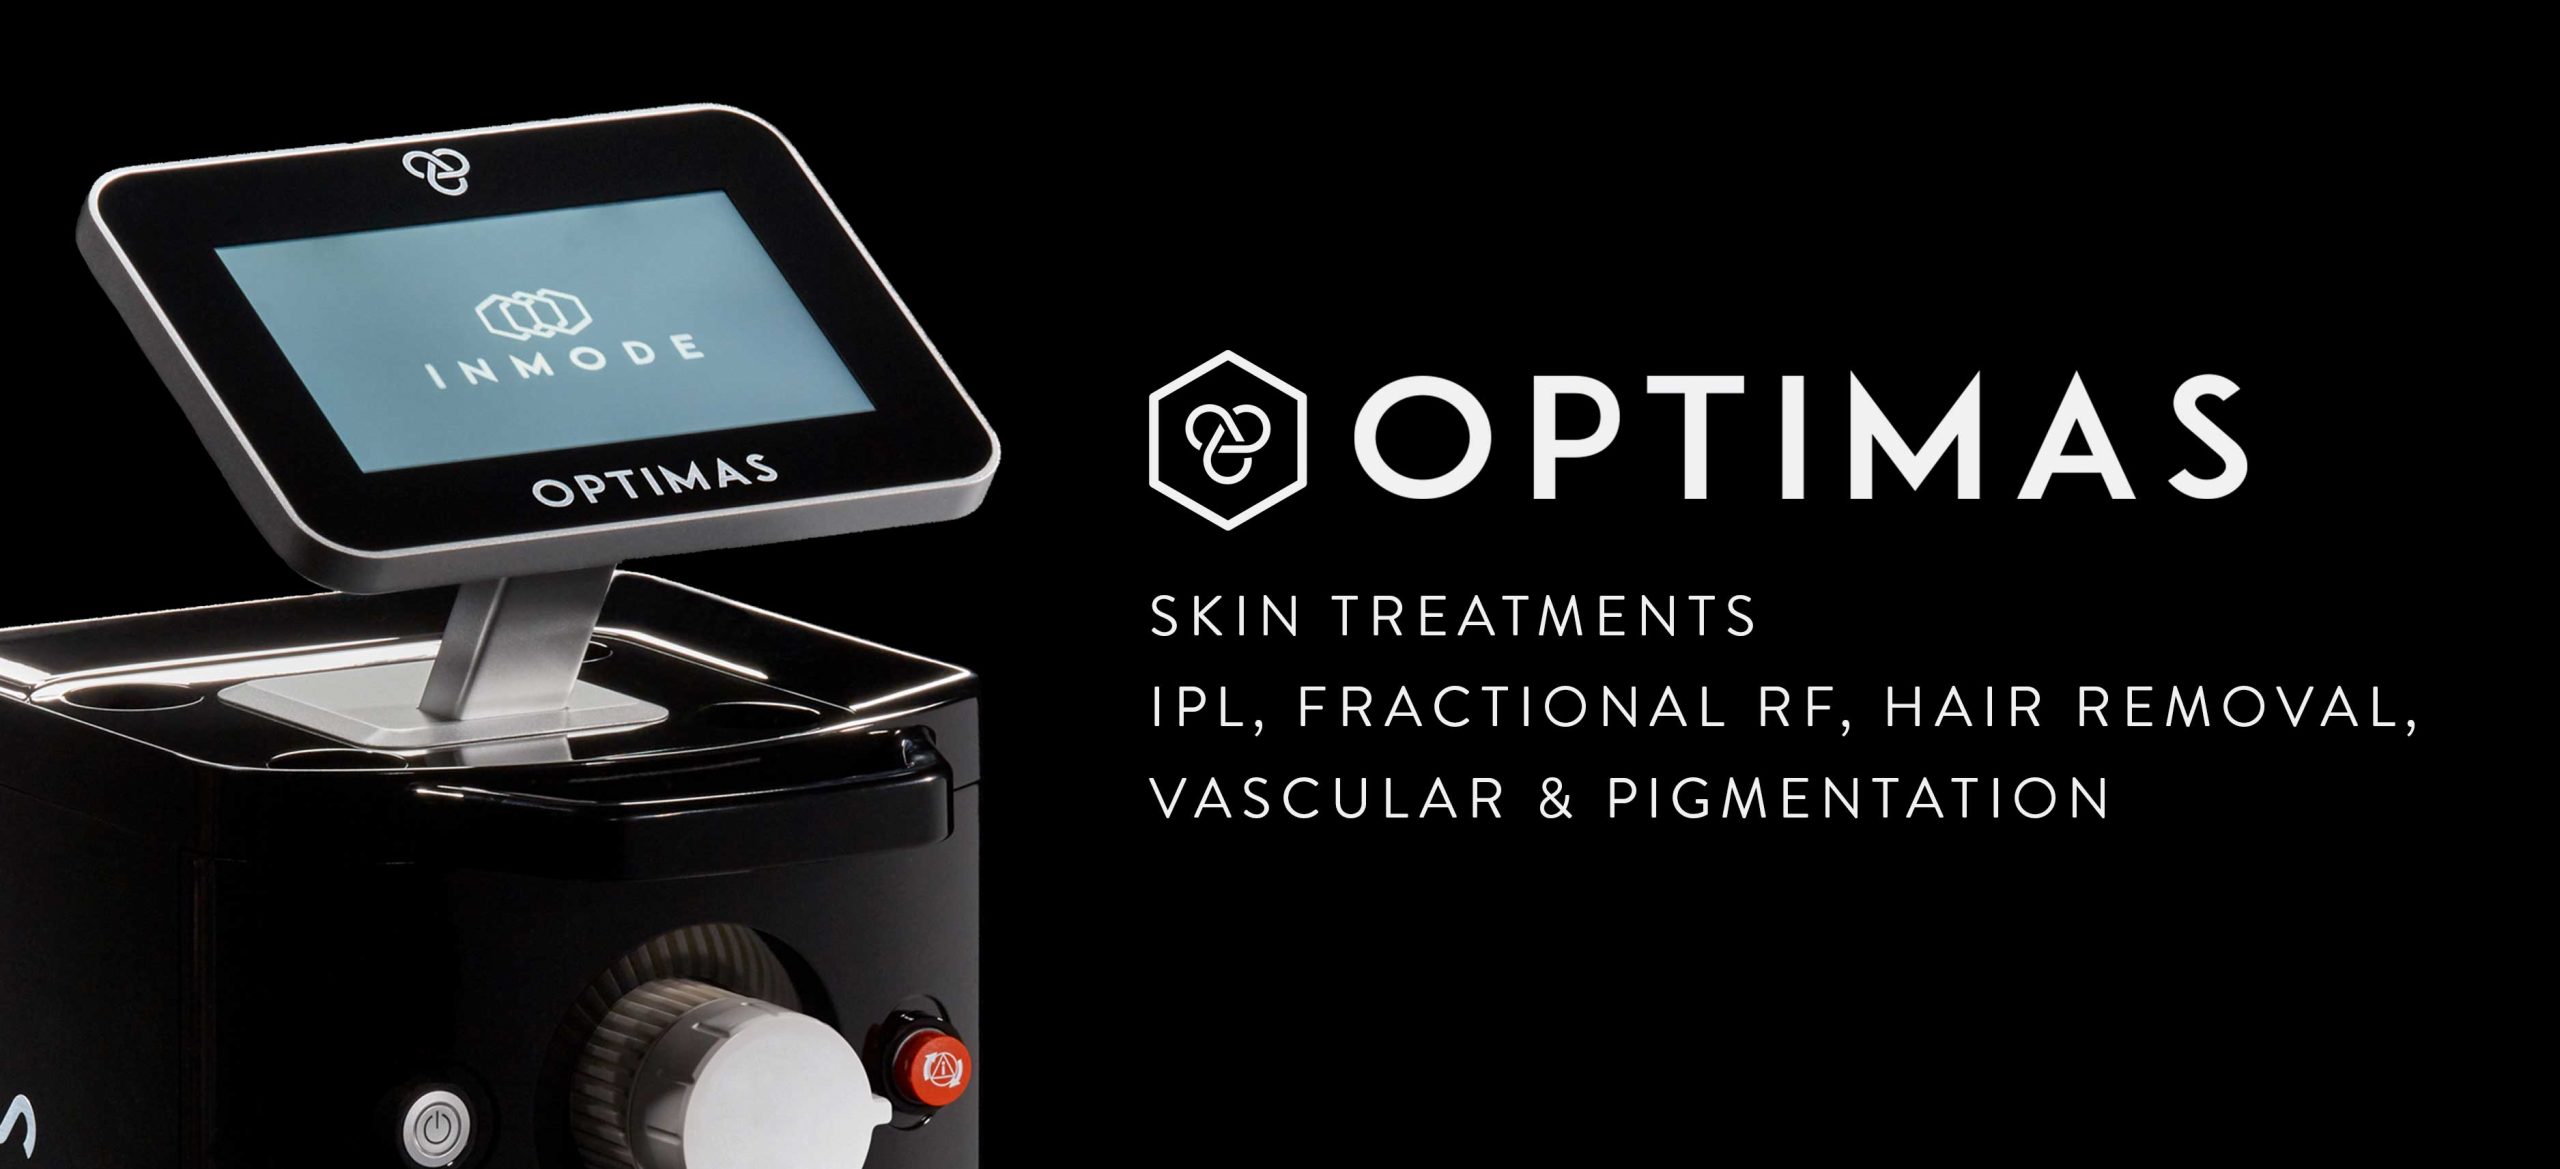 INMODE
OPTIMAS
OPTIMAS
SKIN TREATMENTS
IPL, FRACTIONAL RF, HAIR REMOVAL,
VASCULAR & PIGMENTATION